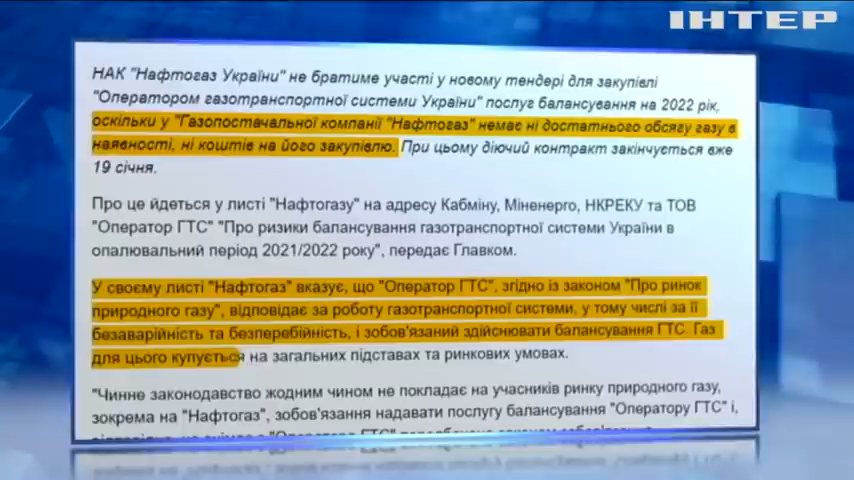 ІНТЕР
НАК "Нафтогаз України" не братиме участі у новому тендері для закупівлі
"Оператором газотранспортної системи України" послуг балансування на 2022 рік,
оскільки у "Газопостачальної компанії "Нафтогаз" немає ні достатнього обсягу газу в
наявності, ні коштів на його закупівлю. При цьому діючий контракт закінчується вже
19 січня.
Про це йдеться у листі "Нафтогазу" на адресу Кабміну, Міненерго, НКРЕКУ та ТОВ
"Оператор ГТС" "Про ризики балансування газотранспортної системи України в
опалювальний період 2021/2022 року", передає Главком.
У своєму листі "Нафтогаз" вказує, що "Оператор ГТС", згідно із законом "Про ринок
природного газу", відповідає за роботу газотранспортної системи, у тому числі за її
безаварійність та безперебійність, і зобов'язаний здійснювати балансування ГТС. Газ
для цього купується на загальних підставах та ринкових умовах.
"Чинне законодавство жодним чином не покладає на учасників ринку природного газу,
зокрема на "Нафтогаз", зобов'язання надавати послугу балансування "Оператору ГТС" і,